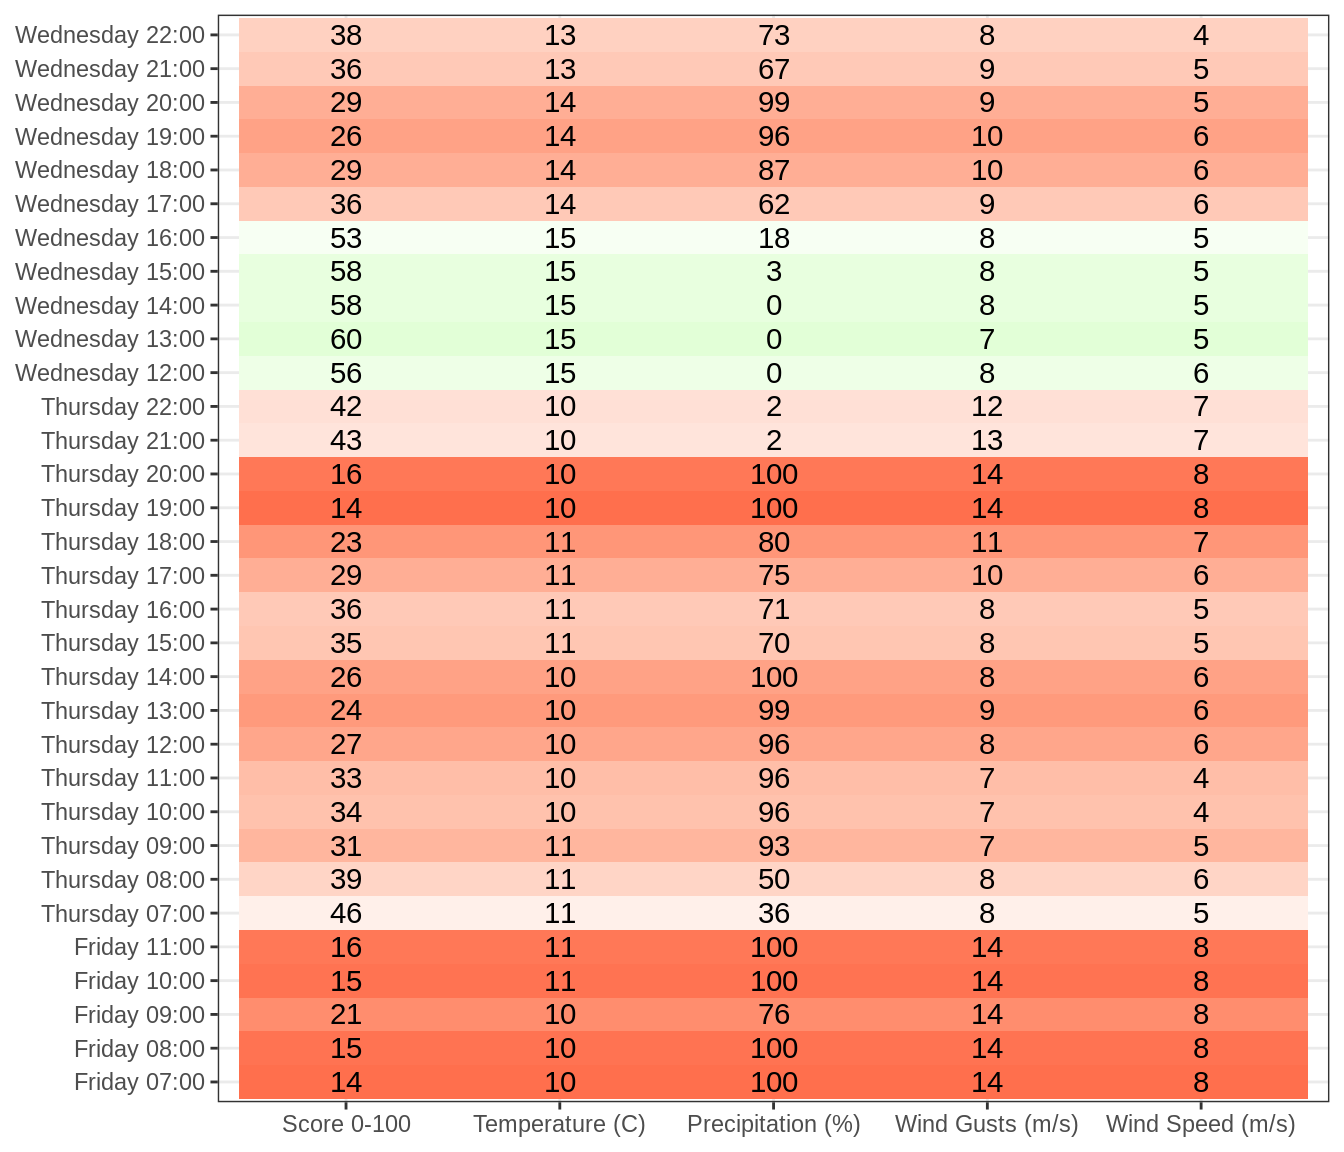 Wednesday 22:00 38 13 73 8 4
Wednesday 21:00 36 13 67 9 5
Wednesday 20:00 29 14 99 9 5
Wednesday 19:00 26 14 96 10 6
Wednesday 18:00 29 14 87 10 6
Wednesday 17:00 36 14 62 9 6
Wednesday 16:00 53 15 18 8 5
Wednesday 15:00 58 15 3 8 5
Wednesday 14:00 58 15 0 8 5
Wednesday 13:00 60 15 0 7 5
Wednesday 12:00 56 15 0 8 6
Thursday 22:00 42 10 2 12 7
Thursday 21:00 43 10 2 13 7
Thursday 20:00 16 10 100 14 8
Thursday 19:00 14 10 100 14 8
Thursday 18:00 23 11 80 11 7
Thursday 17:00 29 11 75 10 6
Thursday 16:00 36 11 71 8 5
Thursday 15:00 35 11 70 8 5
Thursday 14:00 26 10 100 8 6
Thursday 13:00 24 10 99 9 6
Thursday 12:00 27 10 96 8 6
Thursday 11:00 33 10 96 7 4
Thursday 10:00 34 10 96 7 4
Thursday 09:00 31 11 93 7 5
Thursday 08:00 39 11 50 8 6
Thursday 07:00 46 11 36 8 5
Friday 11:00 16 11 100 14 8
Friday 10:00 15 11 100 14 8
Friday 09:00 21 10 76 14 8
Friday 08:00 15 10 100 14 8
Friday 07:00 14 10 100 14 8
Score 0-100 Temperature (C) Precipitation (%) Wind Gusts (m/s) Wind Speed (m/s)